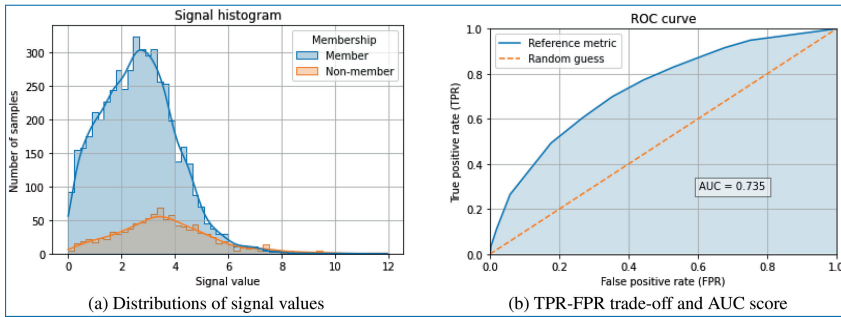 Signal histogram
Membership
Member
Non-member
Number of samples
300
250
200
150
100
50
0
0 2 4 6 8 10 12
Signal value
(a) Distributions of signal values
ROC curve
Reference metric
Random guess
True positive rate (TPR)
1.0
0.8
0.6
0.4
0.2
0.0
AUC = 0.735
0.0 0.2 0.4 0.6 0.8 1.0
False positive rate (FPR)
(b) TPR-FPR trade-off and AUC score